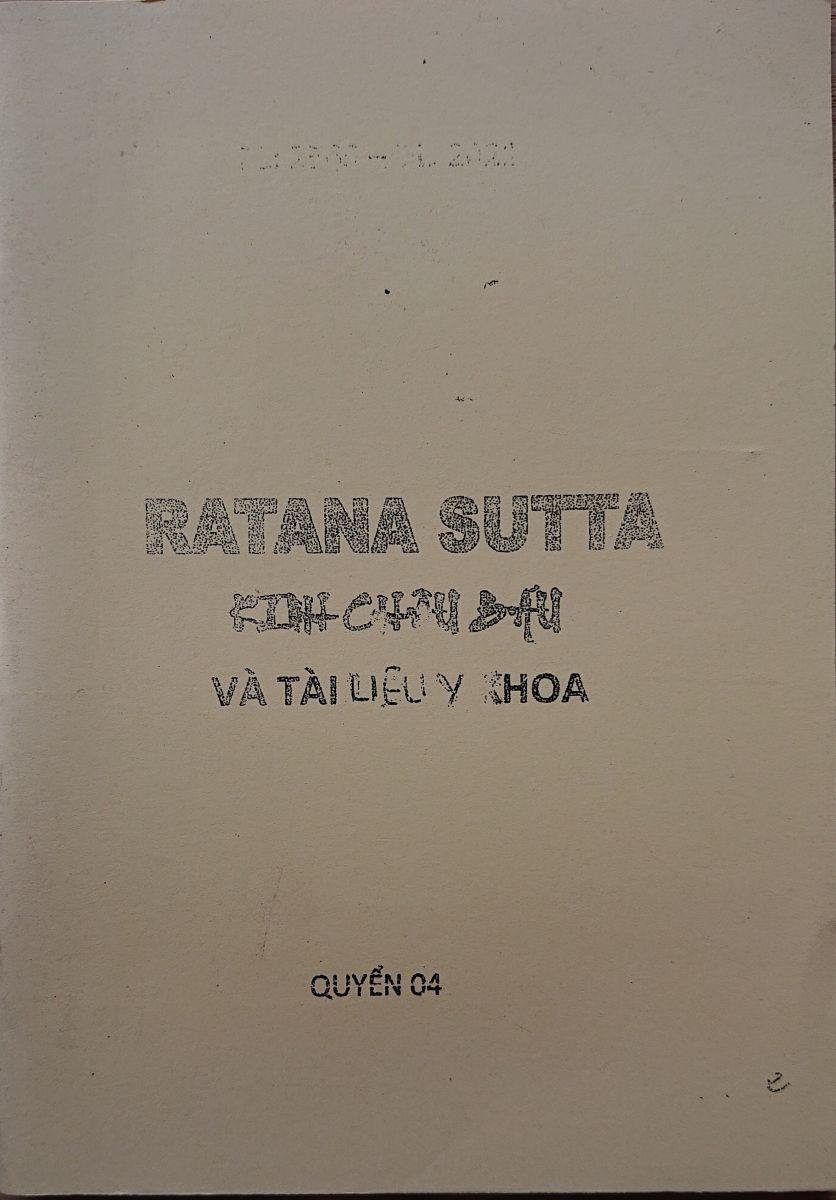 RATANA SUTTA
KINH CHÂU BÁU
VÀ TÀI LIỆU Y KHOA
QUYỂN 04